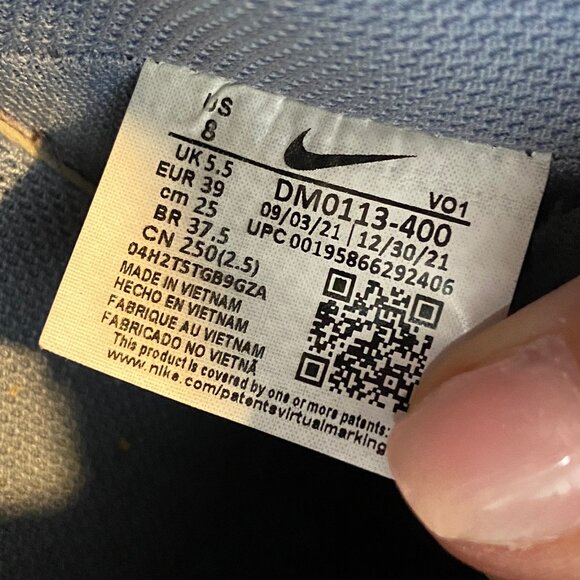 US
8
UK 5.5
EUR 39
cm 25
BR 37.5
CN 250(2.5)
VO1
DM0113-400
09/03/21 | 12/30/21
UPC 00195866292406
04H2TSTGB9GZA
MADE IN VIETNAM
HECHO EN VIETNAM
FABRIQUE AU VIETNAM
FABRICADO NO VIETNÃ
This product is covered by one or more patents:
www.nike.com/patentsvirtualmarking